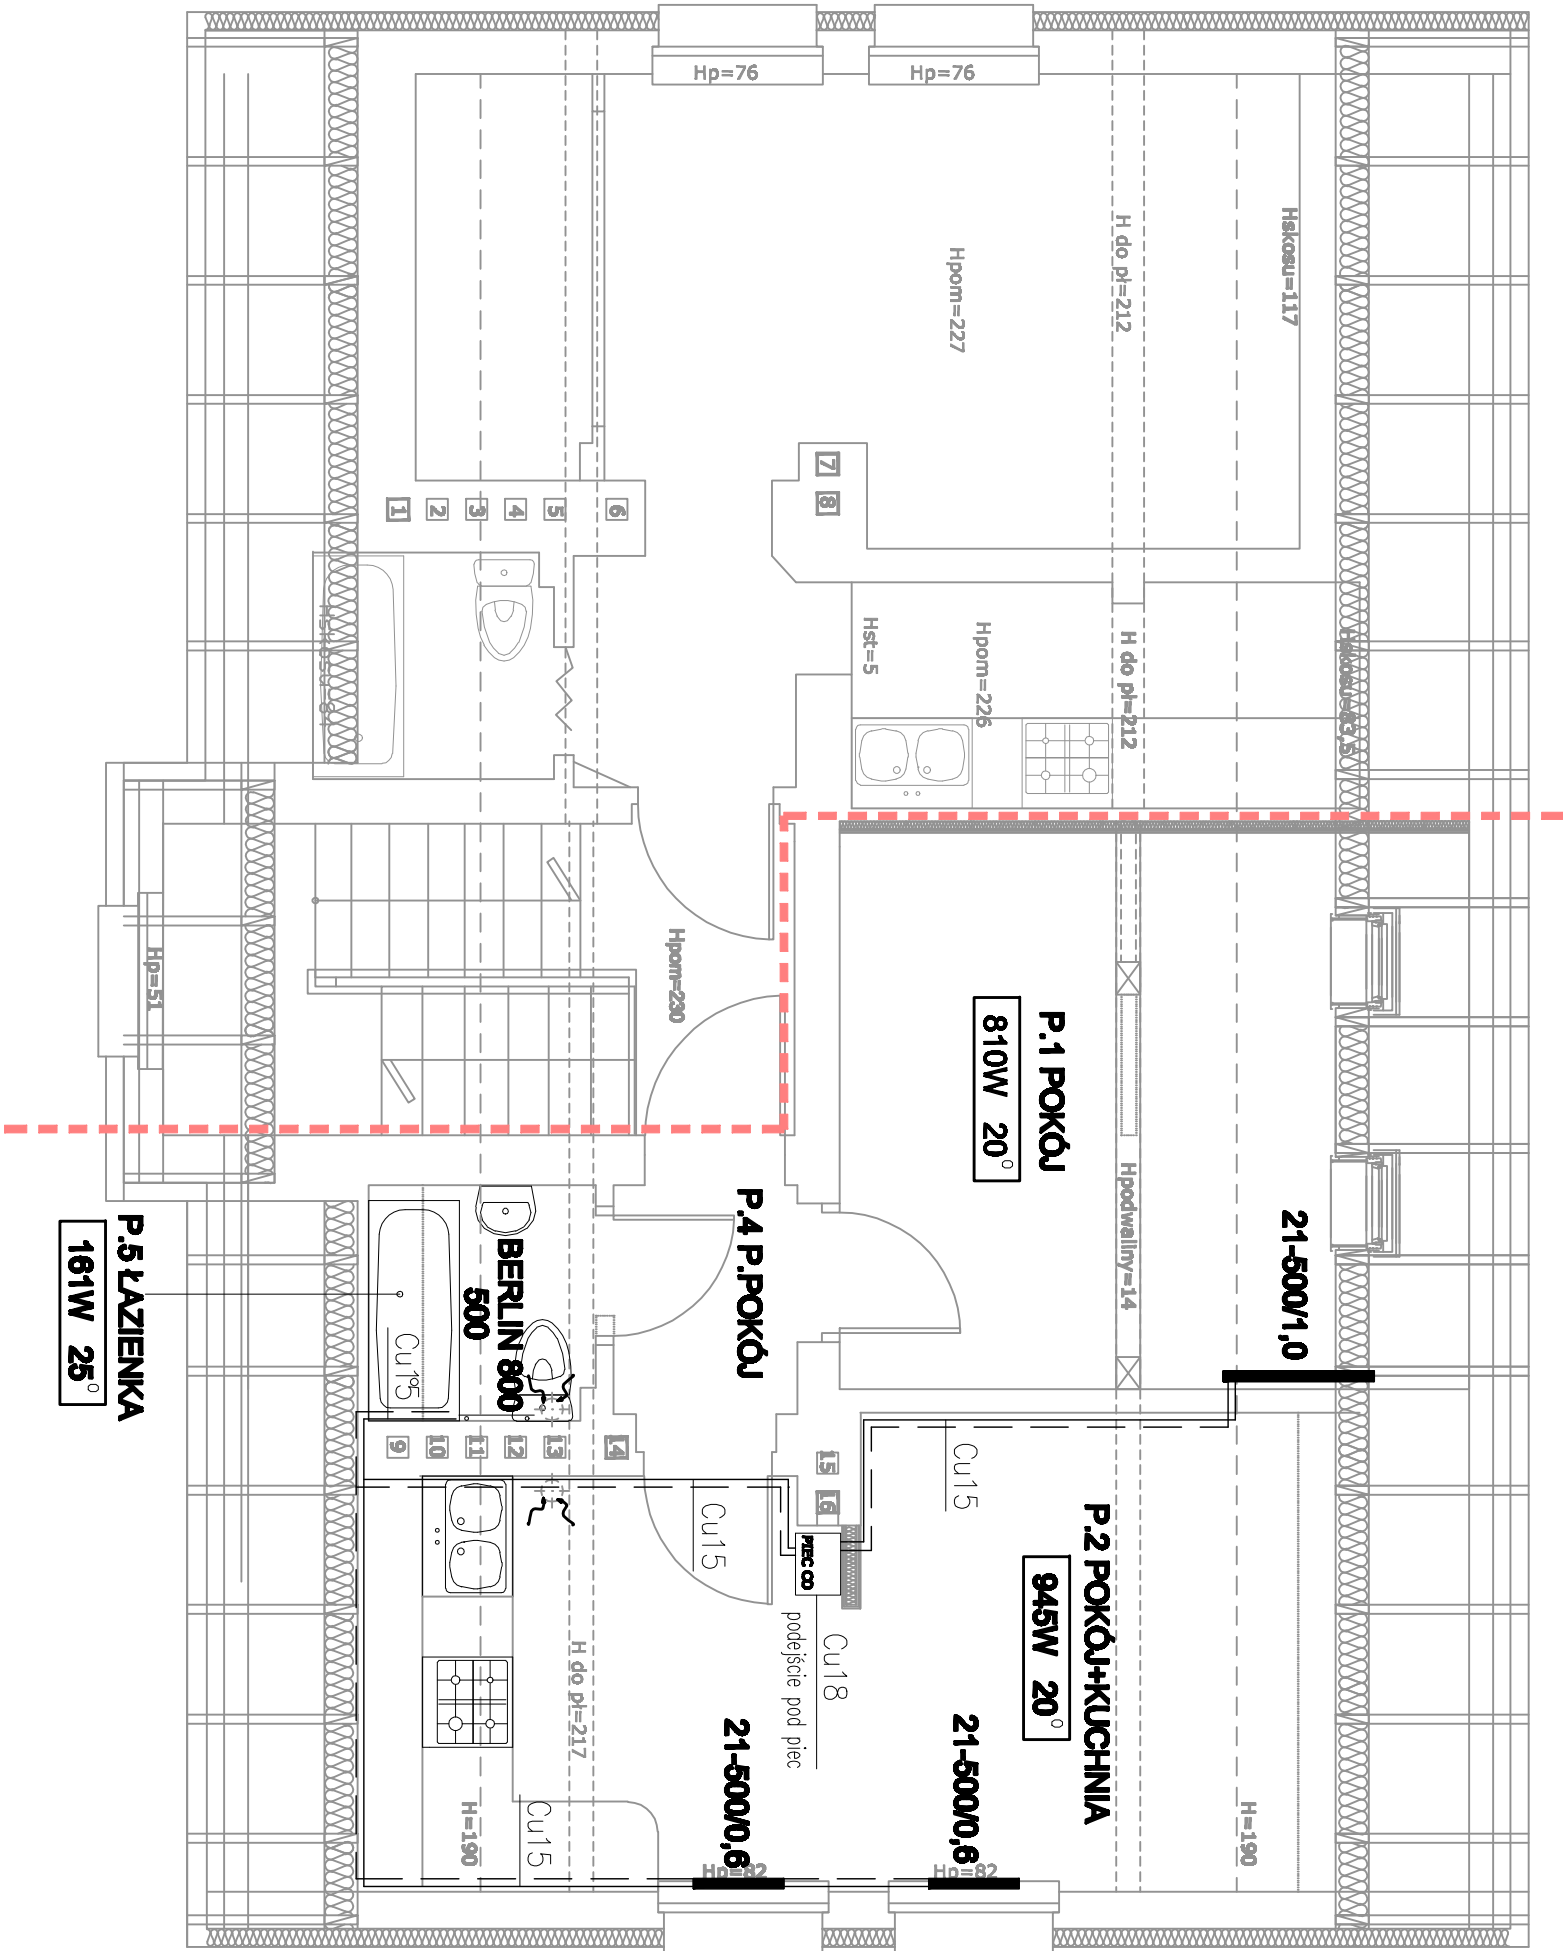 Hp=76
Hp=76
Hskosu=117
H do pł=212
Hpom=227
7
8
1
2
3
4
5
6
Hst=5
Hpom=226
H do pł=212
Hskosu=83,5
Hpom=230
Hp=51
P.1 POKÓJ
810W 20°
Hpodwaliny=14
21-500/1,0
P.4 P.POKÓJ
BERLIN 800
500
P.5 ŁAZIENKA
161W 25°
Cu15
9
10
11
12
13
14
15
16
Cu15
Cu15
PIEC CO
Cu18
podejście pod piec
P.2 POKÓJ+KUCHNIA
945W 20°
H do pł=217
21-500/0,6
21-500/0,6
H=190
Cu15
Hp=82
Hp=82
H=190